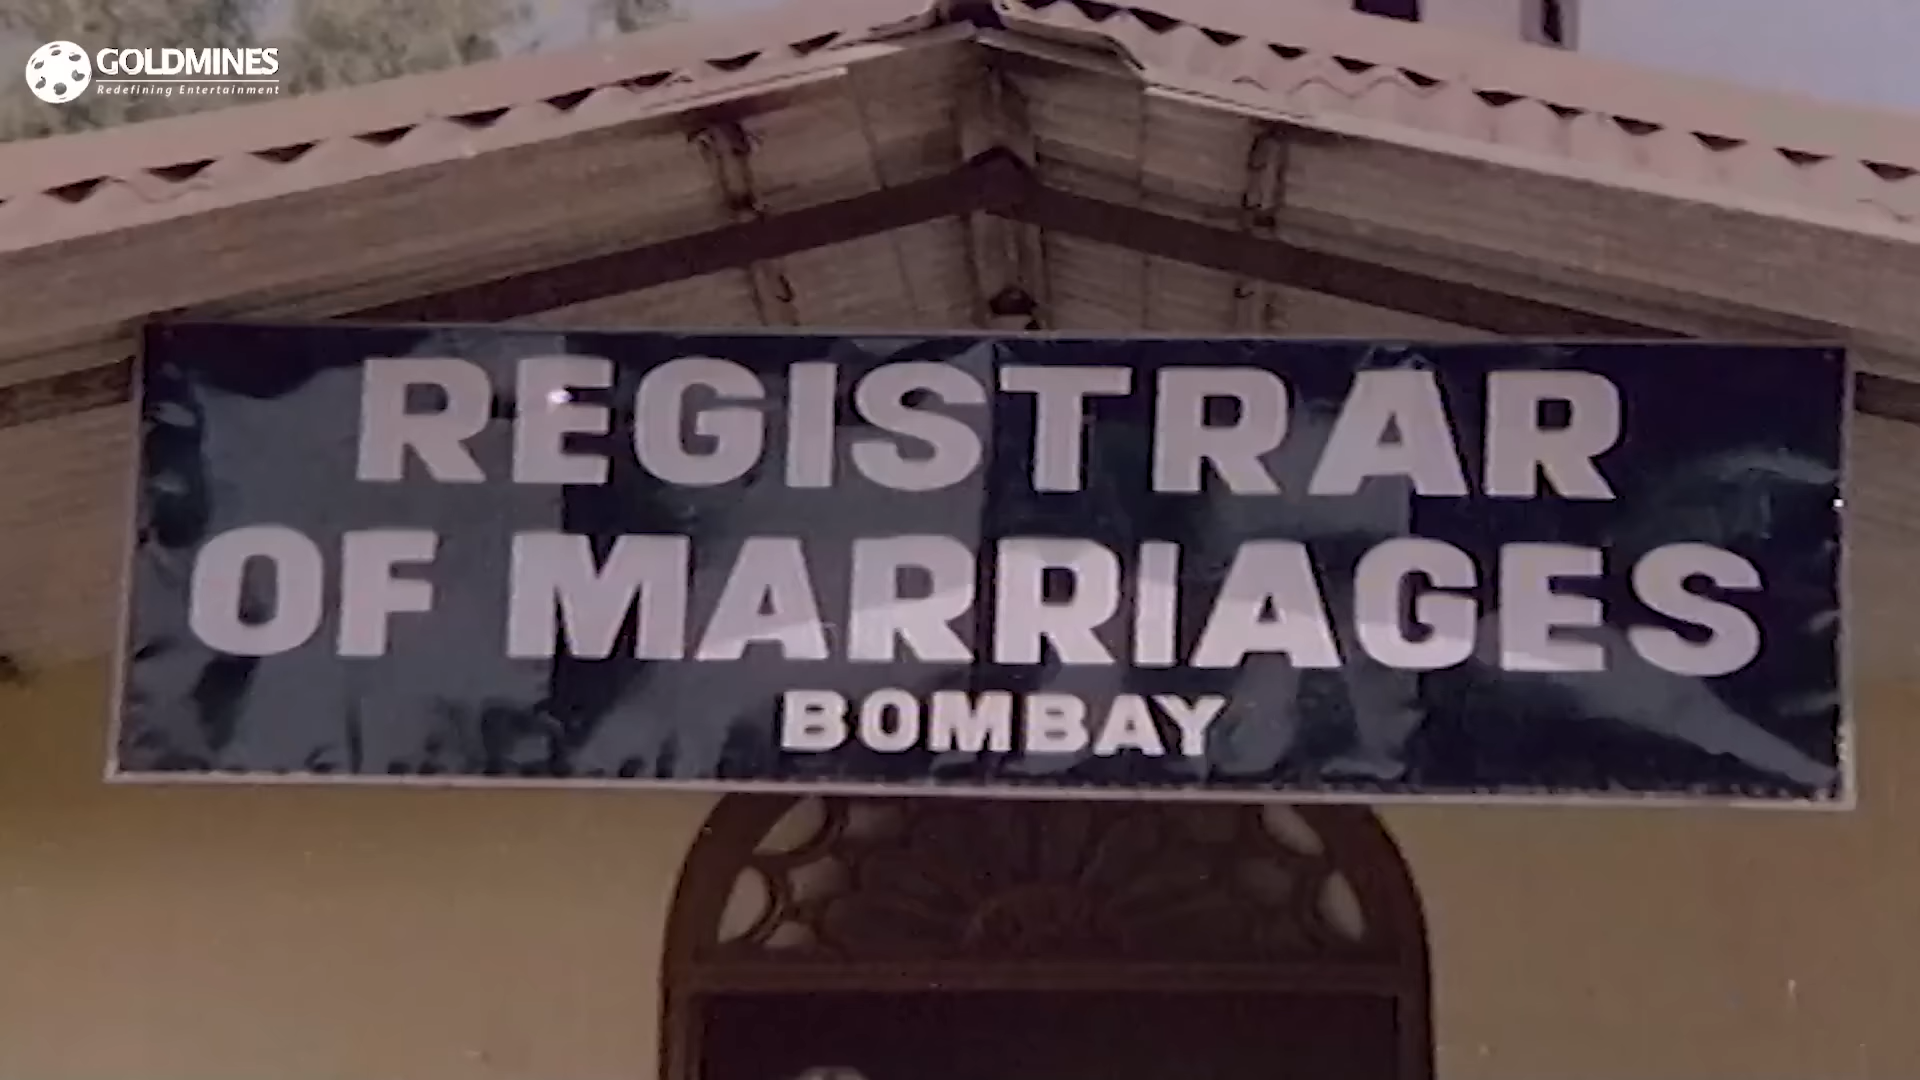 GOLDMINES
Redefining Entertainment
REGISTRAR
OF MARRIAGES
BOMBAY